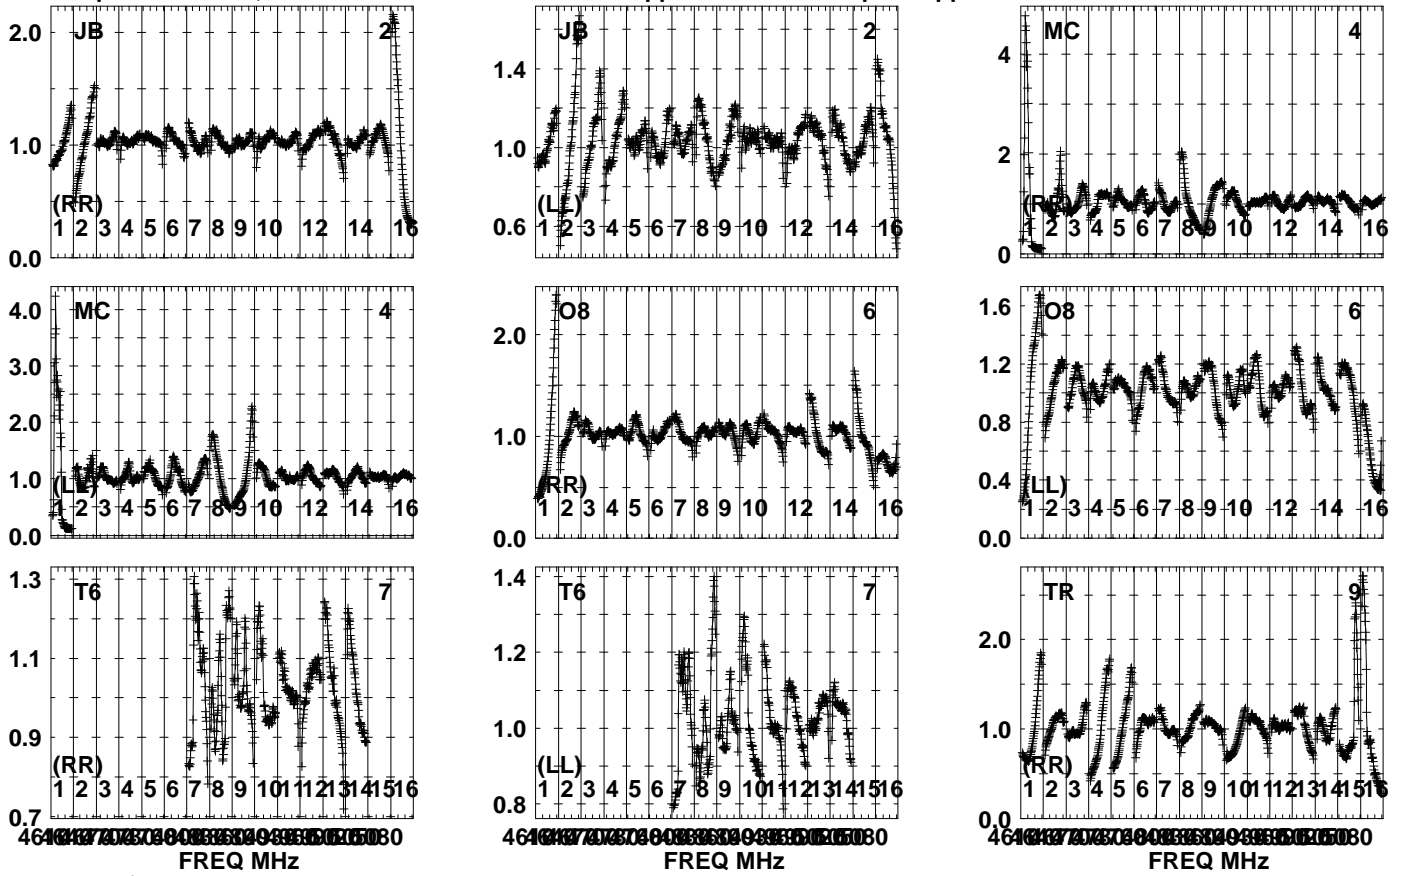 JB 2 JB 2 MC 4
2.0 1.4 4
1.0 1.0 2
0.0 0.6 0
(RR) (LL) (RR)
1 2 3 4 5 6 7 8 9 10 12 14 16
1 2 3 4 5 6 7 8 9 10 12 14 16
1 2 3 4 5 6 7 8 9 10 12 14 16
MC 4 O8 6 O8 6
4.0 2.0 1.6
3.0 1.0 1.2
2.0 0.0 0.8
1.0 0.4
0.0 0.0
(LL) (RR) (LL)
2 3 4 5 6 7 8 9 10 12 14 16
1 2 3 4 5 6 7 8 9 10 12 14 16
1 2 3 4 5 6 7 8 9 10 12 14 16
T6 7 T6 7 TR 9
1.3 1.4 2.0
1.1 1.2 1.0
0.9 1.0 0.0
0.7 0.8
(RR) (LL) (RR)
1 2 3 4 5 6 7 8 9 10 11 12 13 14 15 16
1 2 3 4 5 6 7 8 9 10 11 12 13 14 15 16
1 2 3 4 5 6 7 8 9 10 11 12 13 14 15 16
FREQ MHz FREQ MHz FREQ MHz